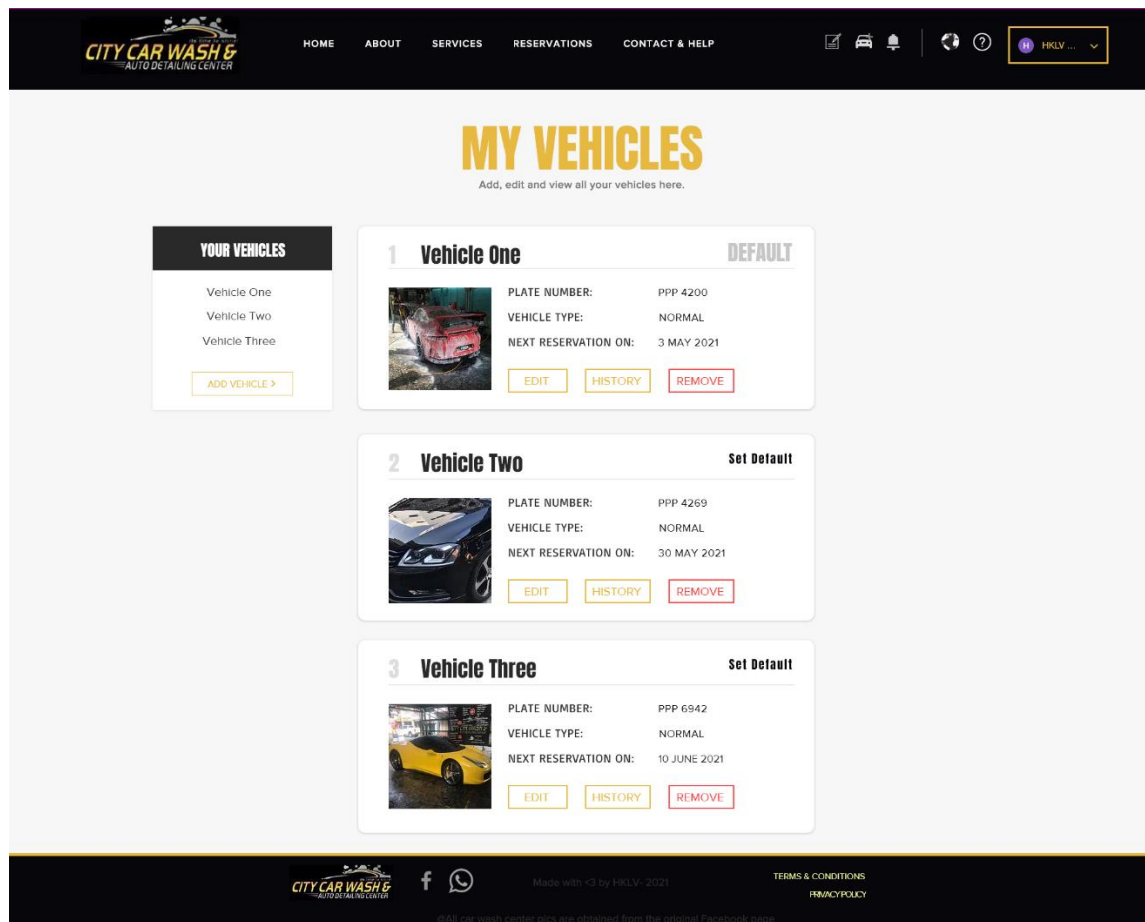 CITY CAR WASH &
AUTO DETAILING CENTER
HOME ABOUT SERVICES RESERVATIONS CONTACT & HELP
H HKLV ...
MY VEHICLES
Add, edit and view all your vehicles here.
YOUR VEHICLES
Vehicle One
Vehicle Two
Vehicle Three
ADD VEHICLE >
1 Vehicle One DEFAULT
PLATE NUMBER: PPP 4200
VEHICLE TYPE: NORMAL
NEXT RESERVATION ON: 3 MAY 2021
EDIT HISTORY REMOVE
2 Vehicle Two Set Default
PLATE NUMBER: PPP 4269
VEHICLE TYPE: NORMAL
NEXT RESERVATION ON: 30 MAY 2021
EDIT HISTORY REMOVE
3 Vehicle Three Set Default
PLATE NUMBER: PPP 6942
VEHICLE TYPE: NORMAL
NEXT RESERVATION ON: 10 JUNE 2021
EDIT HISTORY REMOVE
CITY CAR WASH &
AUTO DETAILING CENTER
Made with <3 by HKLV- 2021
TERMS & CONDITIONS
PRIVACY POLICY
@All car wash center pics are obtained from the original Facebook page